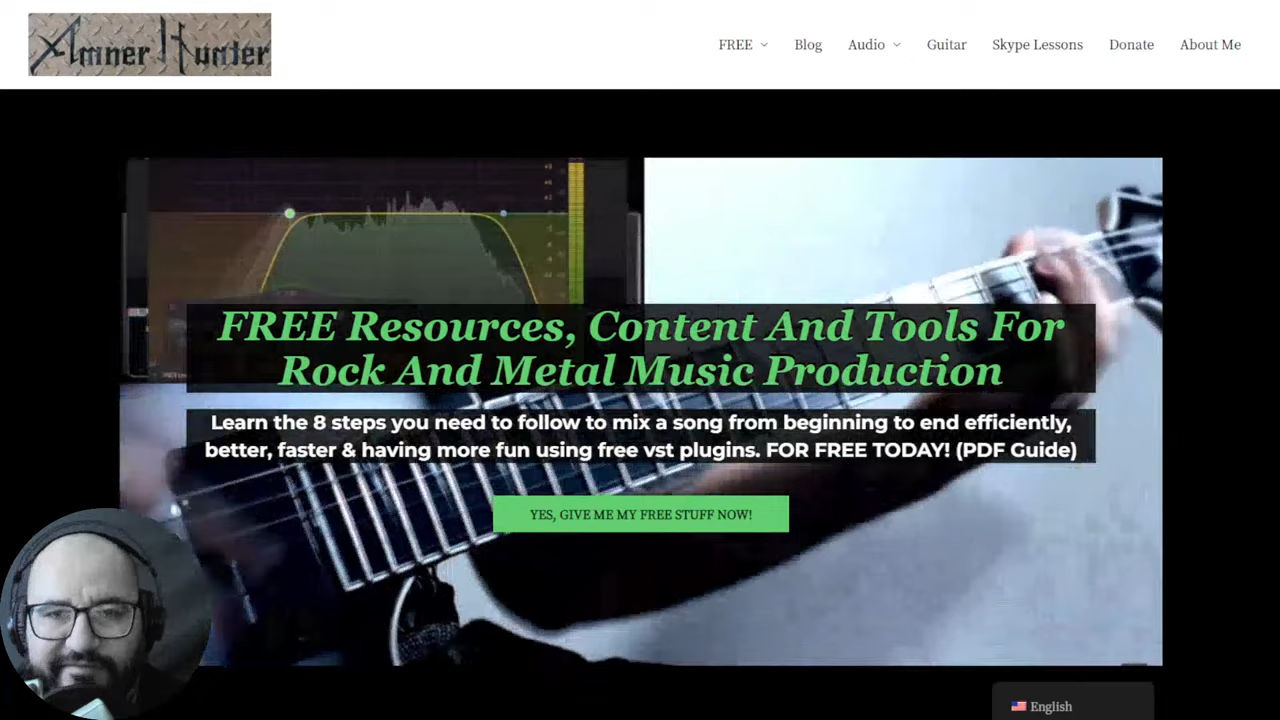 Amner Hunter
FREE
Blog
Audio
Guitar
Skype Lessons
Donate
About Me
FREE Resources, Content And Tools For
Rock And Metal Music Production
Learn the 8 steps you need to follow to mix a song from beginning to end efficiently,
better, faster & having more fun using free vst plugins. FOR FREE TODAY! (PDF Guide)
YES, GIVE ME MY FREE STUFF NOW!
English